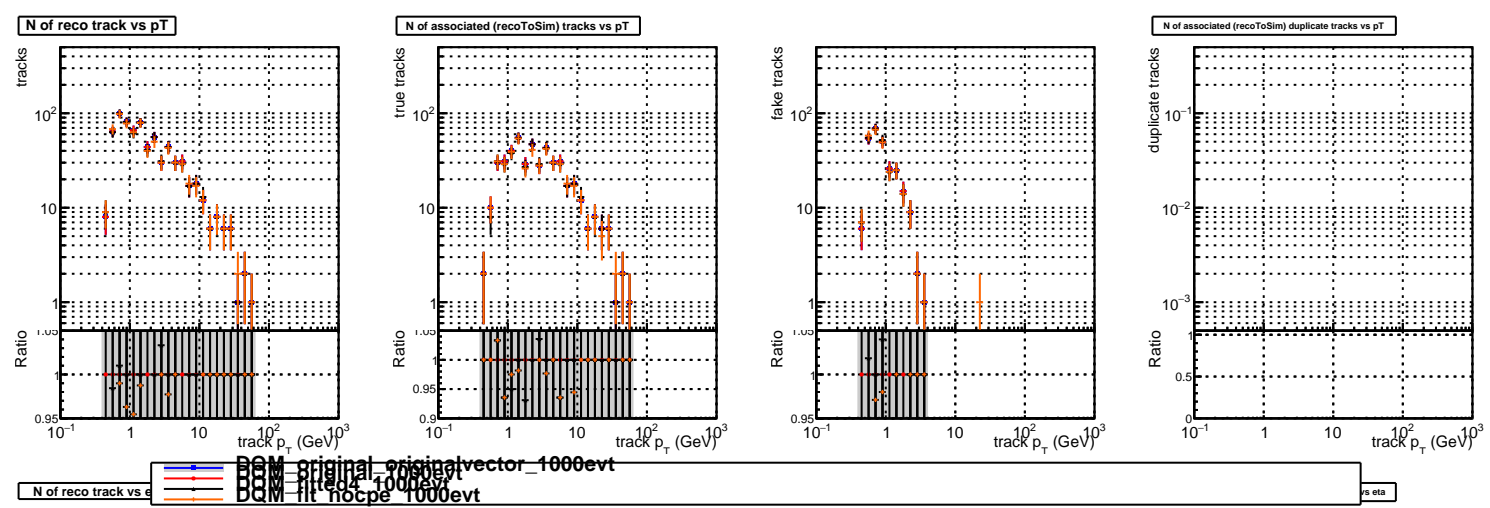 N of reco track vs pT
N of associated (recoToSim) tracks vs pT
N of associated (recoToSim) duplicate tracks vs pT
tracks
10²
10
1
Ratio
1.05
1
0.95
10⁻¹ 1 10 10² 10³
track p_T (GeV)
true tracks
10²
10
1
Ratio
1
0.95
0.9
10⁻¹ 1 10 10² 10³
track p_T (GeV)
fake tracks
10²
10
1
Ratio
1.05
1
0.95
10⁻¹ 1 10 10² 10³
track p_T (GeV)
duplicate tracks
10⁻¹
10⁻²
10⁻³
Ratio
1
0.5
0
10⁻¹ 1 10 10² 10³
track p_T (GeV)
DQM_original_originalvector_1000evt
DQM_original_1000evt
DQM_fitted4_1000evt
DQM_fit_nocpe_1000evt
N of reco track vs e
vs eta